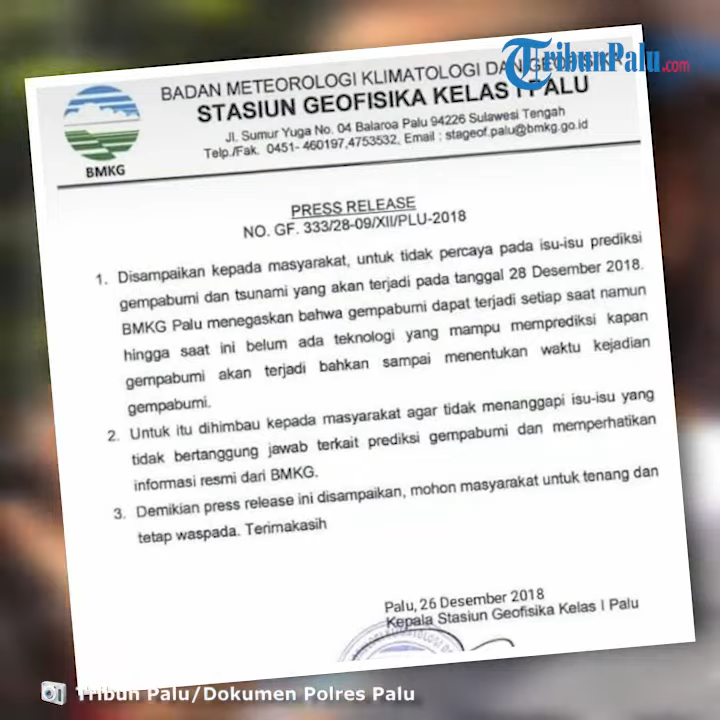 TribunPalu.com
BADAN METEOROLOGI KLIMATOLOGI DAN GEOFISIKA
STASIUN GEOFISIKA KELAS I PALU
Jl. Sumur Yuga No. 04 Balaroa Palu 94226 Sulawesi Tengah
Telp./Fak. 0451- 460197,4753532, Email : stageof.palu@bmkg.go.id
BMKG
PRESS RELEASE
NO. GF. 333/28-09/XII/PLU-2018
1. Disampaikan kepada masyarakat, untuk tidak percaya pada isu-isu prediksi
gempabumi dan tsunami yang akan terjadi pada tanggal 28 Desember 2018.
BMKG Palu menegaskan bahwa gempabumi dapat terjadi setiap saat namun
hingga saat ini belum ada teknologi yang mampu memprediksi kapan
gempabumi akan terjadi bahkan sampai menentukan waktu kejadian
gempabumi.
2. Untuk itu dihimbau kepada masyarakat agar tidak menanggapi isu-isu yang
tidak bertanggung jawab terkait prediksi gempabumi dan memperhatikan
informasi resmi dari BMKG.
3. Demikian press release ini disampaikan, mohon masyarakat untuk tenang dan
tetap waspada. Terimakasih
Palu, 26 Desember 2018
Kepala Stasiun Geofisika Kelas I Palu
Tribun Palu/Dokumen Polres Palu